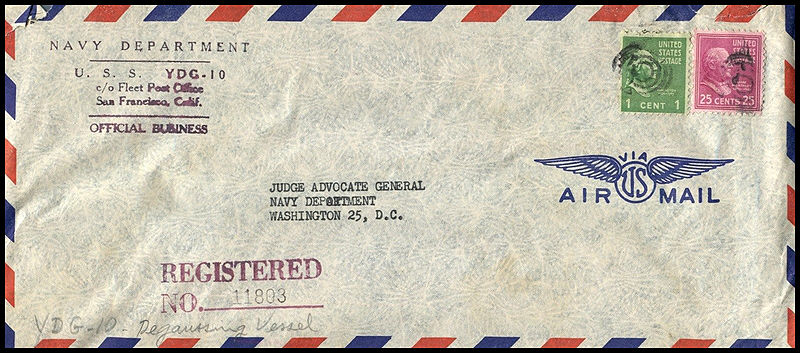 NAVY DEPARTMENT
U. S. S. YDG-10
c/o Fleet Post Office
San Francisco, Calif.
OFFICIAL BUSINESS
UNITED
STATES
POSTAGE
1 CENT 1
UNITED
STATES
25 CENTS 25
VIA
AIR US MAIL
JUDGE ADVOCATE GENERAL
NAVY DEPARTMENT
WASHINGTON 25, D.C.
REGISTERED
NO. 11803
YDG-10 - Degaussing Vessel